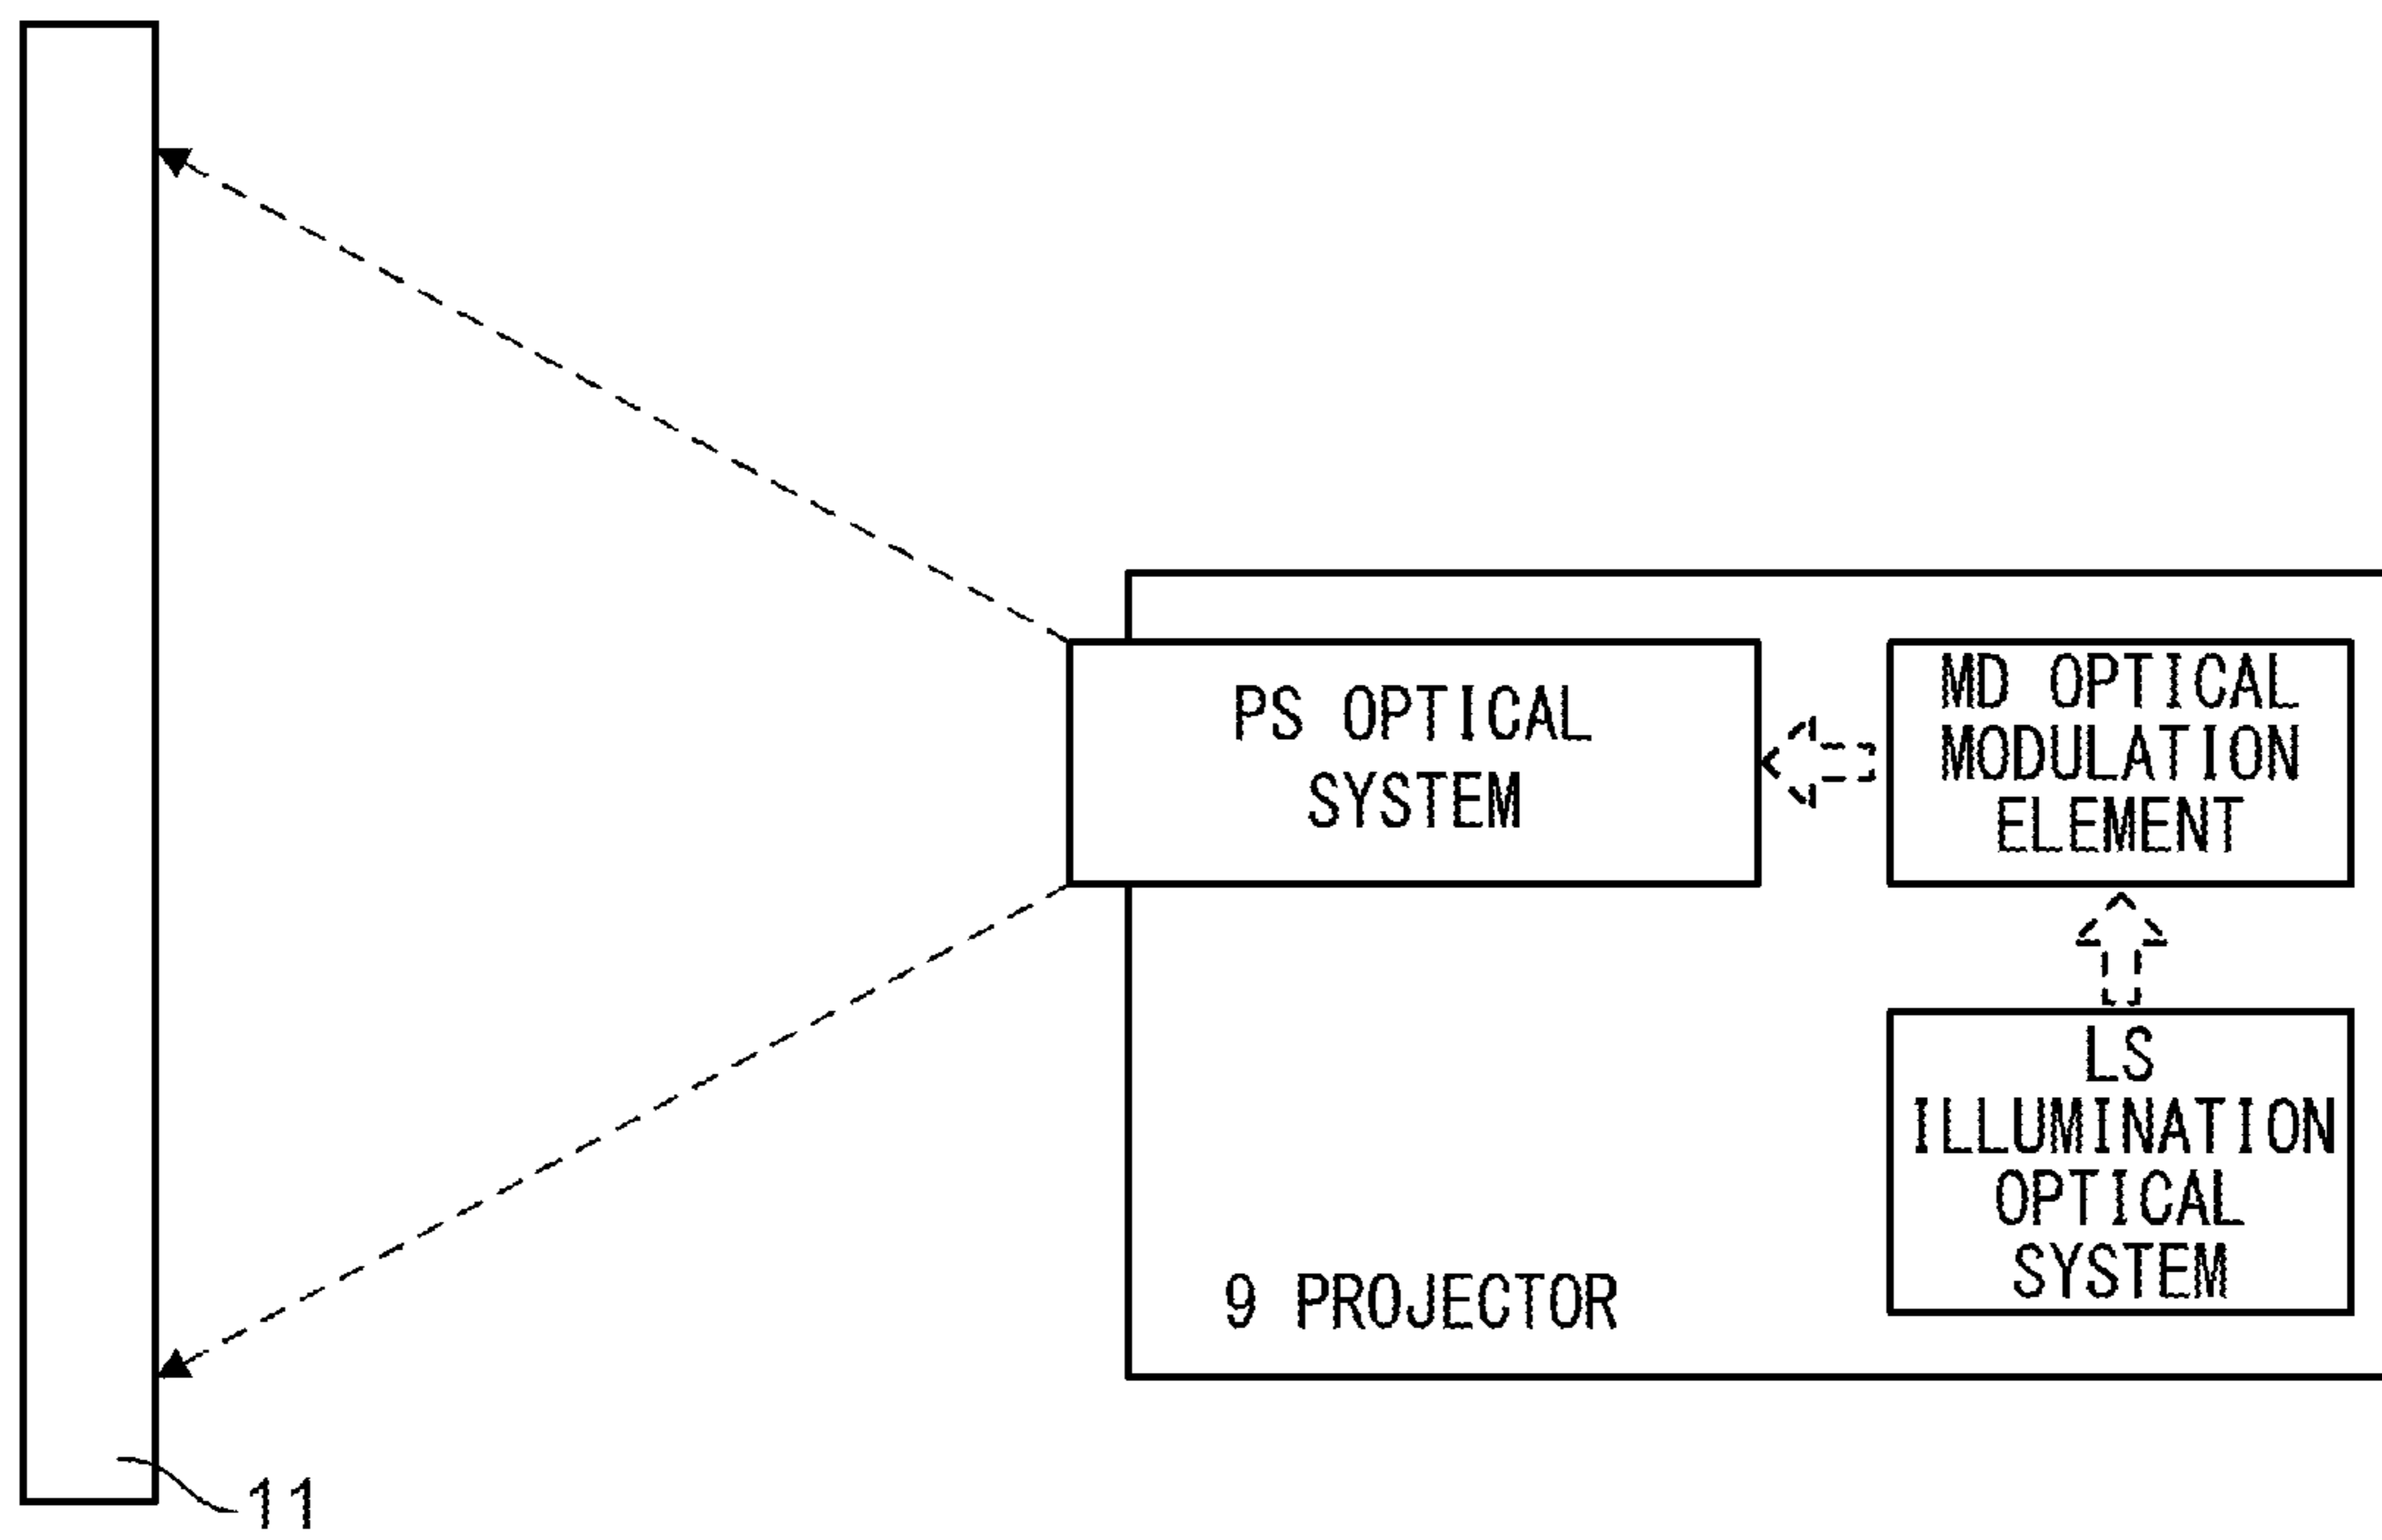 PS OPTICAL
SYSTEM
MD OPTICAL
MODULATION
ELEMENT
LS
ILLUMINATION
OPTICAL
SYSTEM
9 PROJECTOR
11